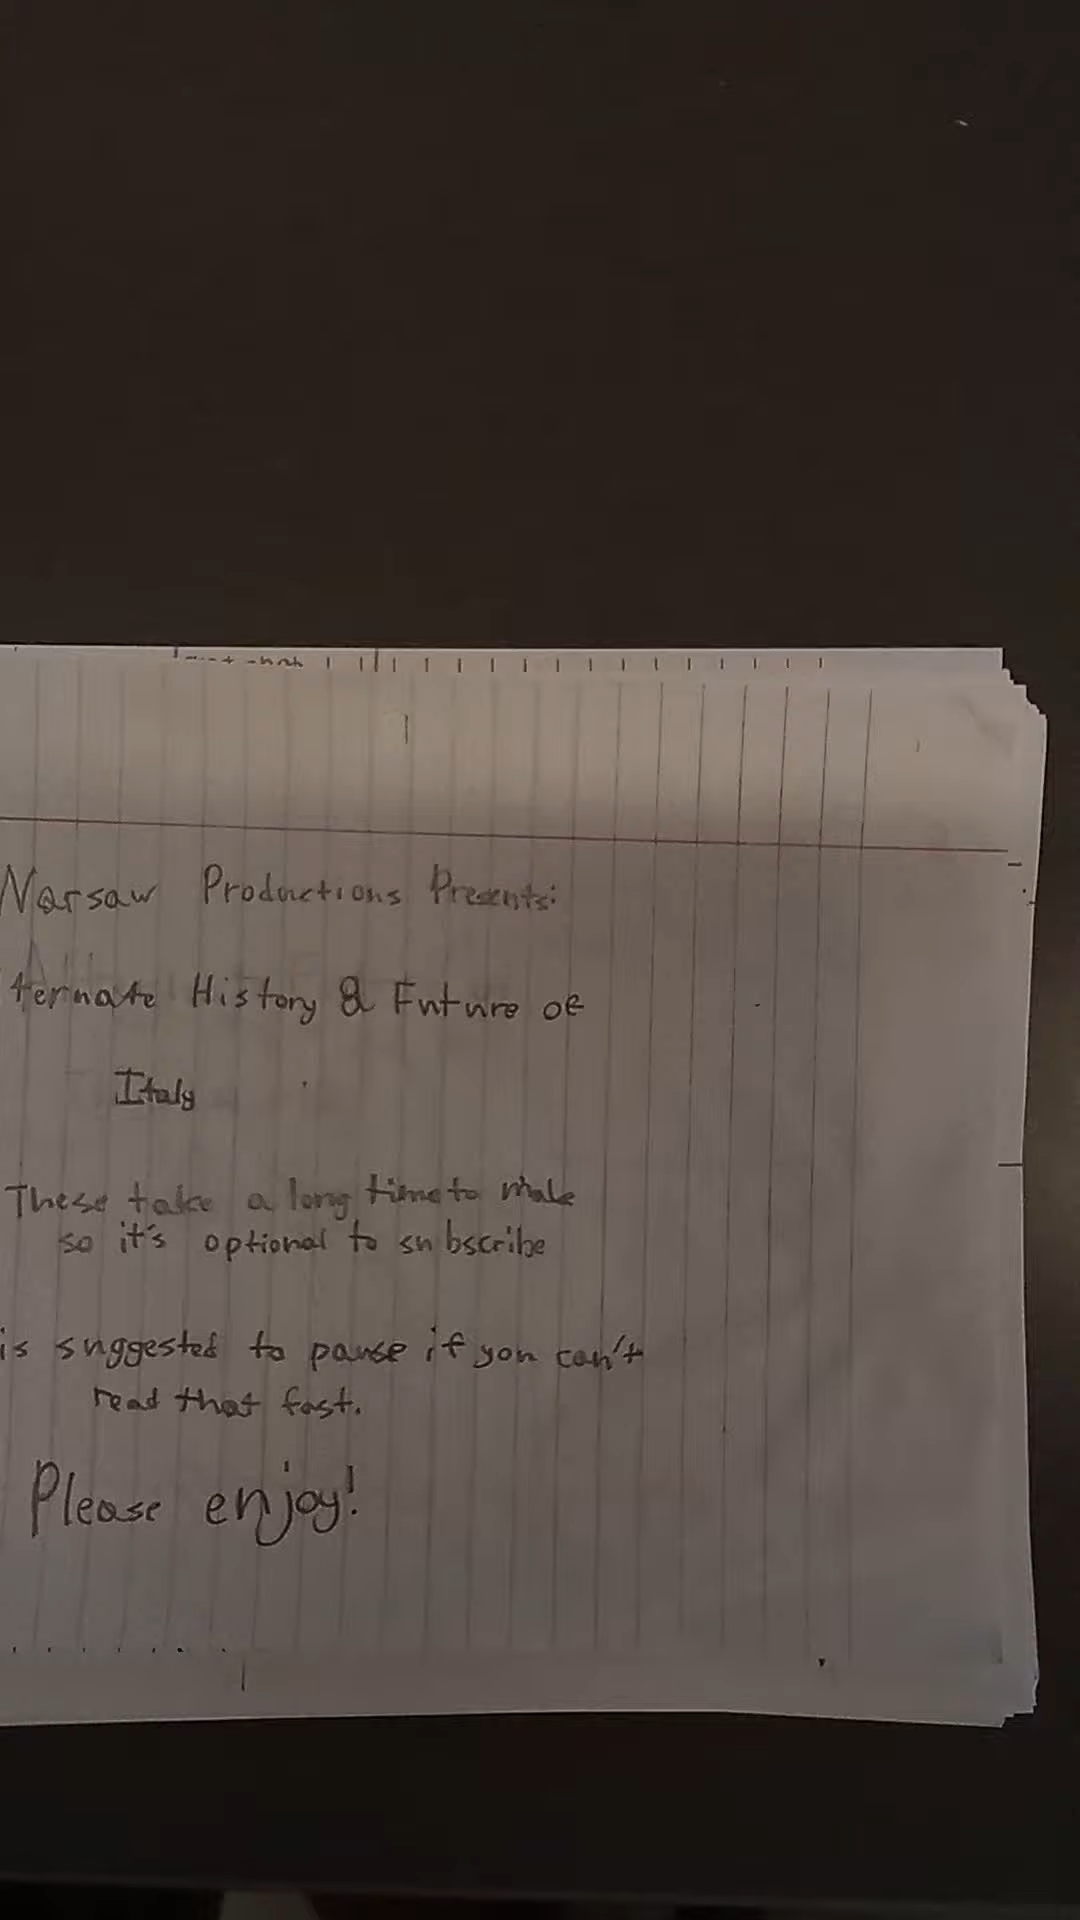 Warsaw Productions Presents:
ternate History & Future of
Italy
These take a long time to make
so it's optional to subscribe
is suggested to pause if you can't
read that fast.
Please enjoy!